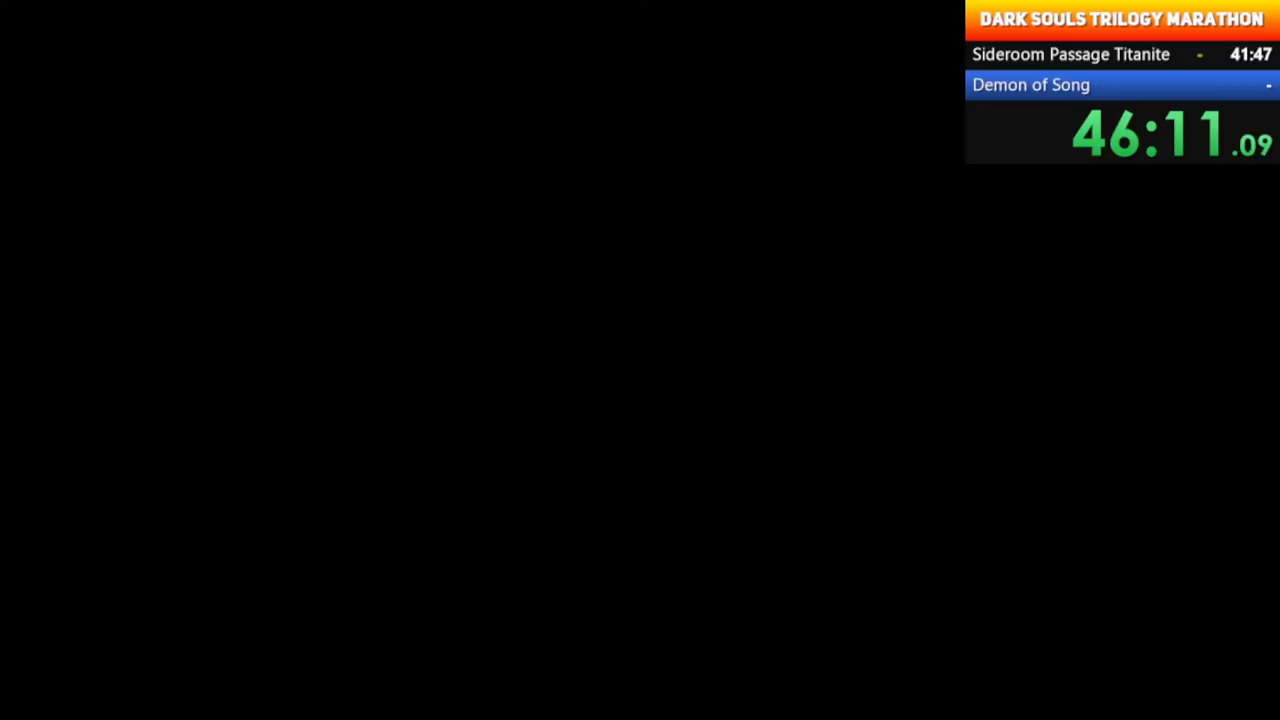 DARK SOULS TRILOGY MARATHON
Sideroom Passage Titanite - 41:47
Demon of Song -
46:11.09